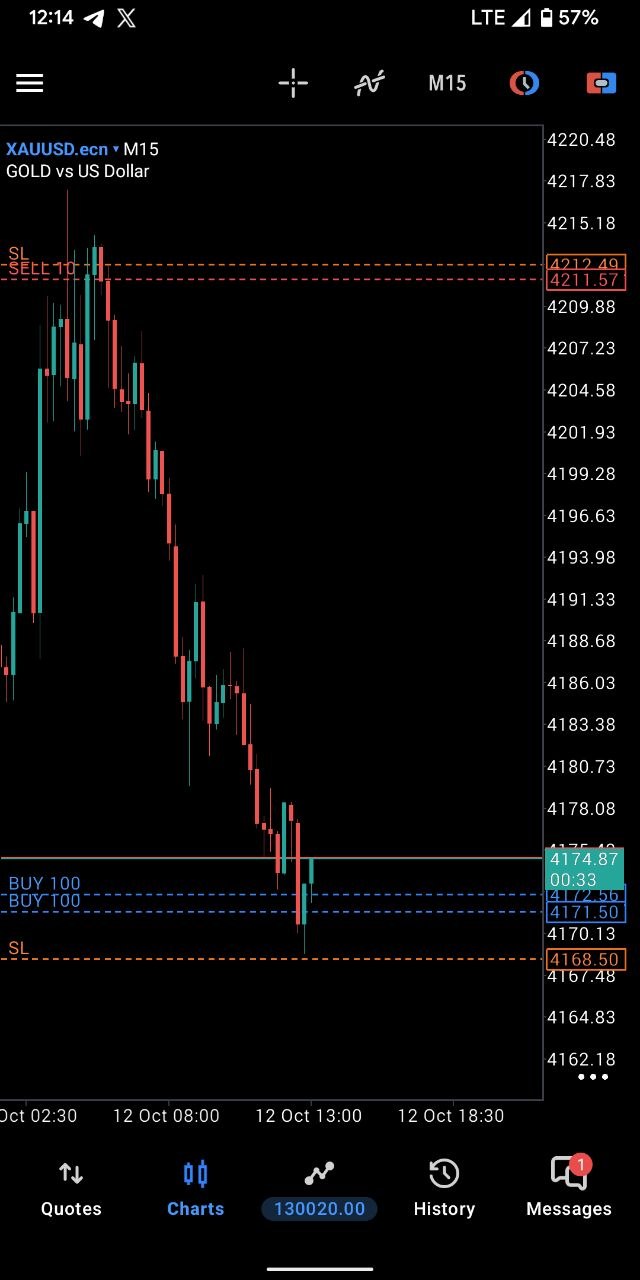 12:14
LTE 57%
M15
XAUUSD.ecn ▾ M15
GOLD vs US Dollar
4220.48
4217.83
4215.18
SL
4212.49
SELL 10
4211.57
4209.88
4207.23
4204.58
4201.93
4199.28
4196.63
4193.98
4191.33
4188.68
4186.03
4183.38
4180.73
4178.08
4174.87
00:33
BUY 100
4172.56
BUY 100
4171.50
4170.13
SL
4168.50
4167.48
4164.83
4162.18
Oct 02:30 12 Oct 08:00 12 Oct 13:00 12 Oct 18:30
1
Quotes Charts 130020.00 History Messages